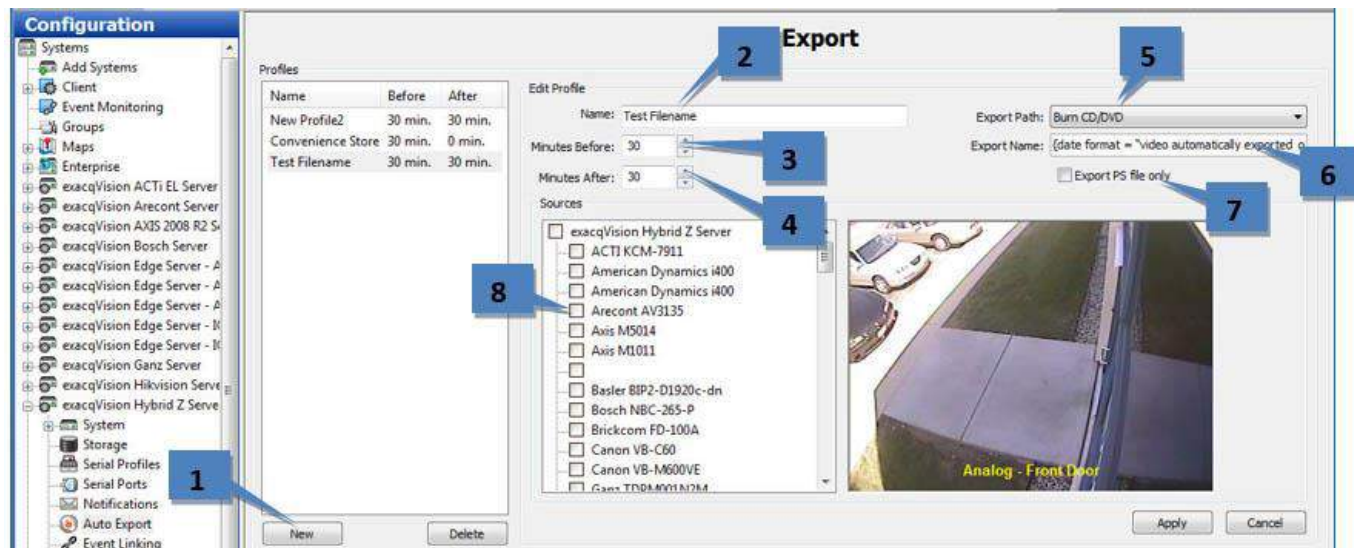 Configuration
Systems
Add Systems
Client
Event Monitoring
Groups
Maps
Enterprise
exacqVision ACTi EL Server
exacqVision Arecont Server
exacqVision AXIS 2008 R2 S
exacqVision Bosch Server
exacqVision Edge Server - A
exacqVision Edge Server - A
exacqVision Edge Server - A
exacqVision Edge Server - I
exacqVision Edge Server - I
exacqVision Ganz Server
exacqVision Hikvision Serve
exacqVision Hybrid Z Serve
System
Storage
Serial Profiles
Serial Ports
Notifications
Auto Export
Event Linking
1
Export
Profiles
Name Before After
New Profile2 30 min. 30 min.
Convenience Store 30 min. 0 min.
Test Filename 30 min. 30 min.
New Delete
2
5
Edit Profile
Name: Test Filename
Export Path: Burn CD/DVD
Minutes Before: 30
3
Export Name: {date format = "video automatically exported o
6
Minutes After: 30
4
Export PS file only
7
Sources
exacqVision Hybrid Z Server
ACTI KCM-7911
American Dynamics i400
American Dynamics i400
8
Arecont AV3135
Axis M5014
Axis M1011
Basler BIP2-D1920c-dn
Bosch NBC-265-P
Brickcom FD-100A
Canon VB-C60
Canon VB-M600VE
Ganz TDRM001N2M
Analog - Front Door
Apply Cancel